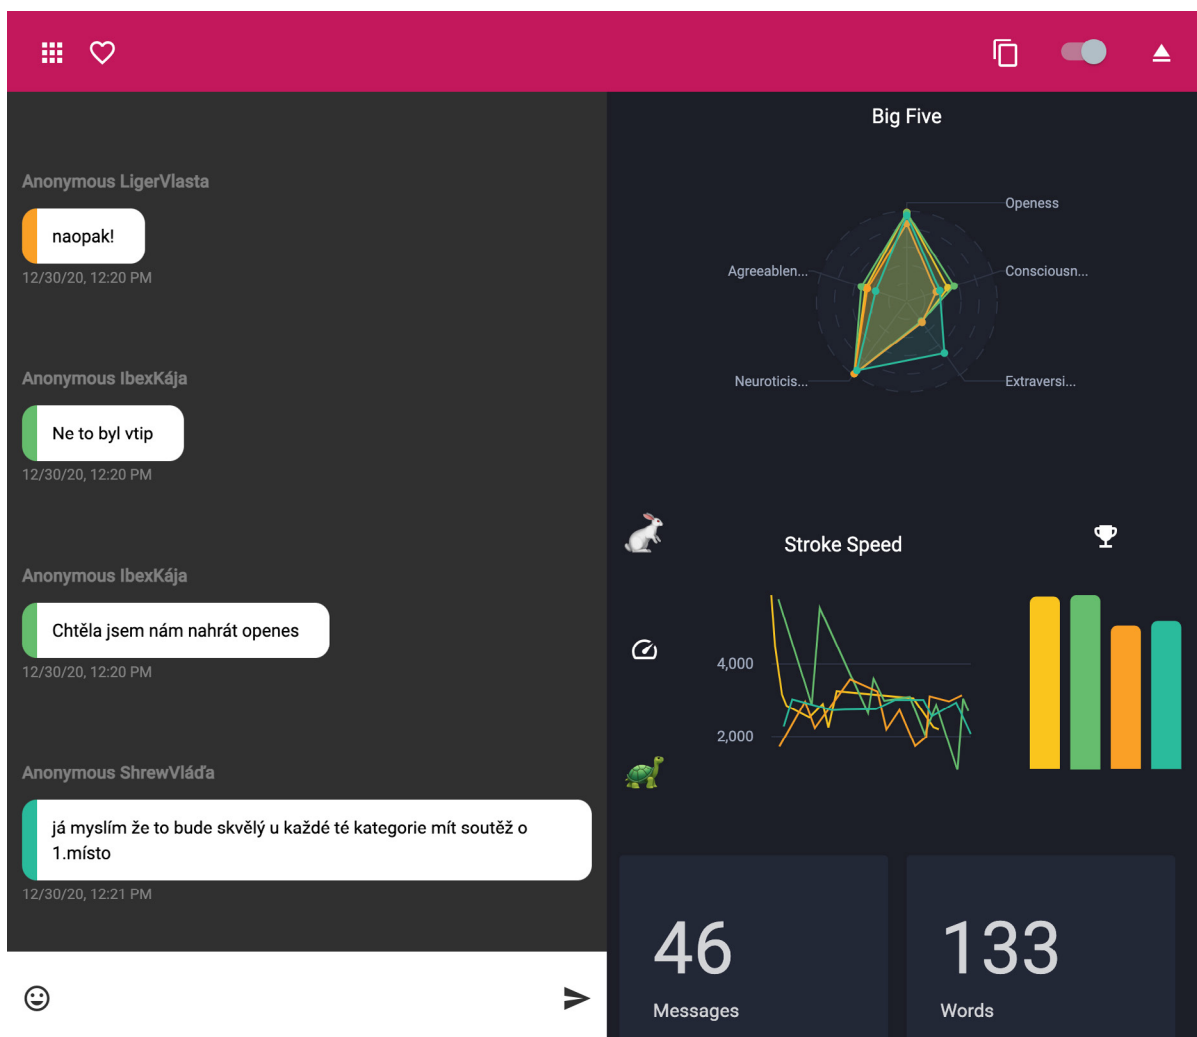 Anonymous LigerVlasta
naopak!
12/30/20, 12:20 PM
Anonymous IbexKája
Ne to byl vtip
12/30/20, 12:20 PM
Anonymous IbexKája
Chtěla jsem nám nahrát openes
12/30/20, 12:20 PM
Anonymous ShrewVláďa
já myslím že to bude skvělý u každé té kategorie mít soutěž o
1.místo
12/30/20, 12:21 PM
Big Five
Openess
Agreeablen...
Consciousn...
Neuroticis...
Extraversi...
Stroke Speed
4,000
2,000
46
Messages
133
Words